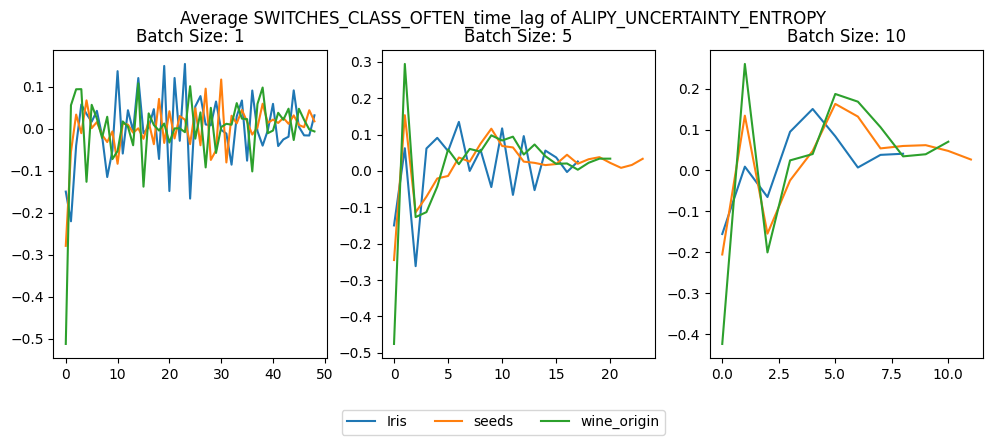 Average SWITCHES_CLASS_OFTEN_time_lag of ALIPY_UNCERTAINTY_ENTROPY
Batch Size: 1
0.1
0.0
−0.1
−0.2
−0.3
−0.4
−0.5
0 10 20 30 40 50
Batch Size: 5
0.3
0.2
0.1
0.0
−0.1
−0.2
−0.3
−0.4
−0.5
0 5 10 15 20
Batch Size: 10
0.2
0.1
0.0
−0.1
−0.2
−0.3
−0.4
0.0 2.5 5.0 7.5 10.0
Iris seeds wine_origin